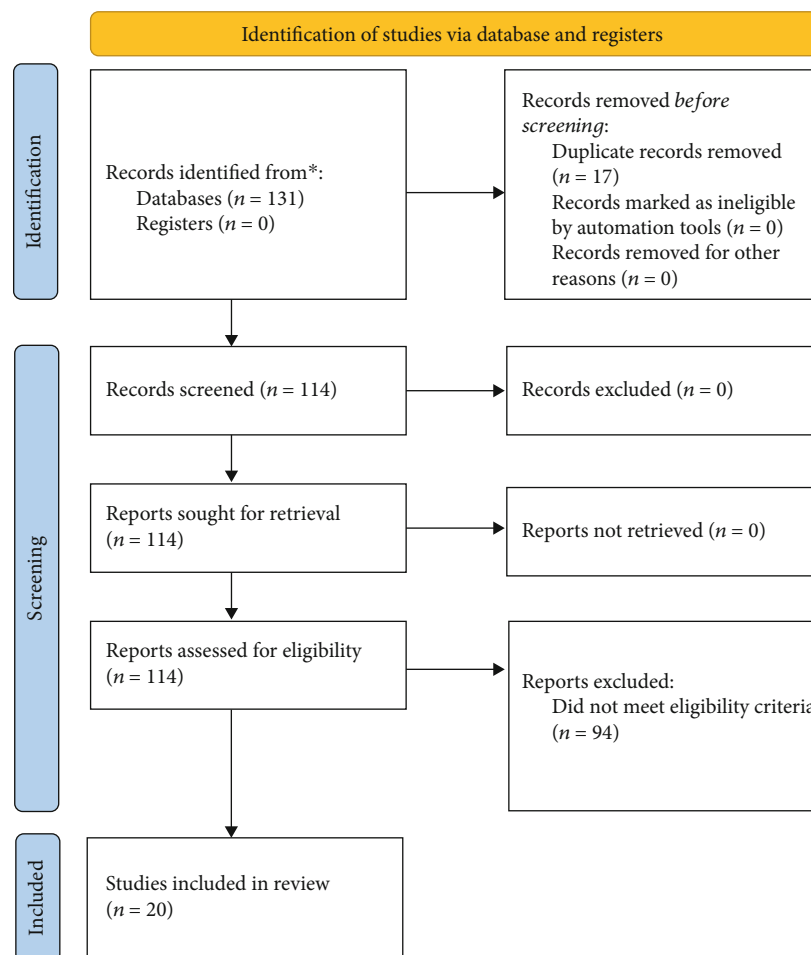 Identification of studies via database and registers
Identification
Records identified from*:
Databases (n = 131)
Registers (n = 0)
Records removed before
screening:
Duplicate records removed
(n = 17)
Records marked as ineligible
by automation tools (n = 0)
Records removed for other
reasons (n = 0)
Screening
Records screened (n = 114)
Records excluded (n = 0)
Reports sought for retrieval
(n = 114)
Reports not retrieved (n = 0)
Reports assessed for eligibility
(n = 114)
Reports excluded:
Did not meet eligibility criteria
(n = 94)
Included
Studies included in review
(n = 20)